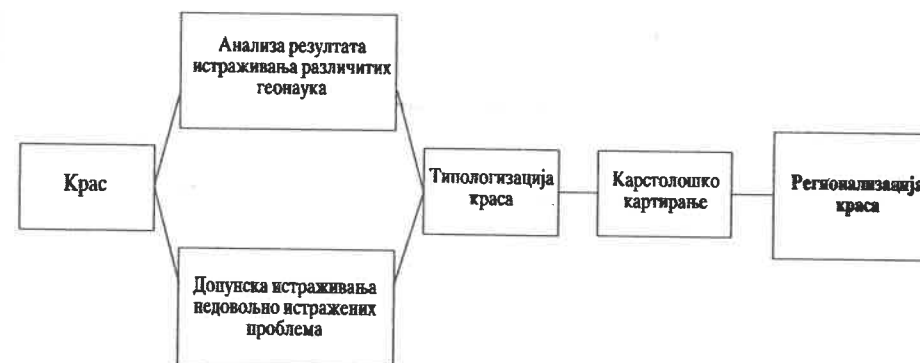 Анализа резултата
истраживања различитих
геонаука
Крас
Допунска истраживања
недовољно истражених
проблема
Типологизација
краса
Карстолошко
картирање
Регионализација
краса